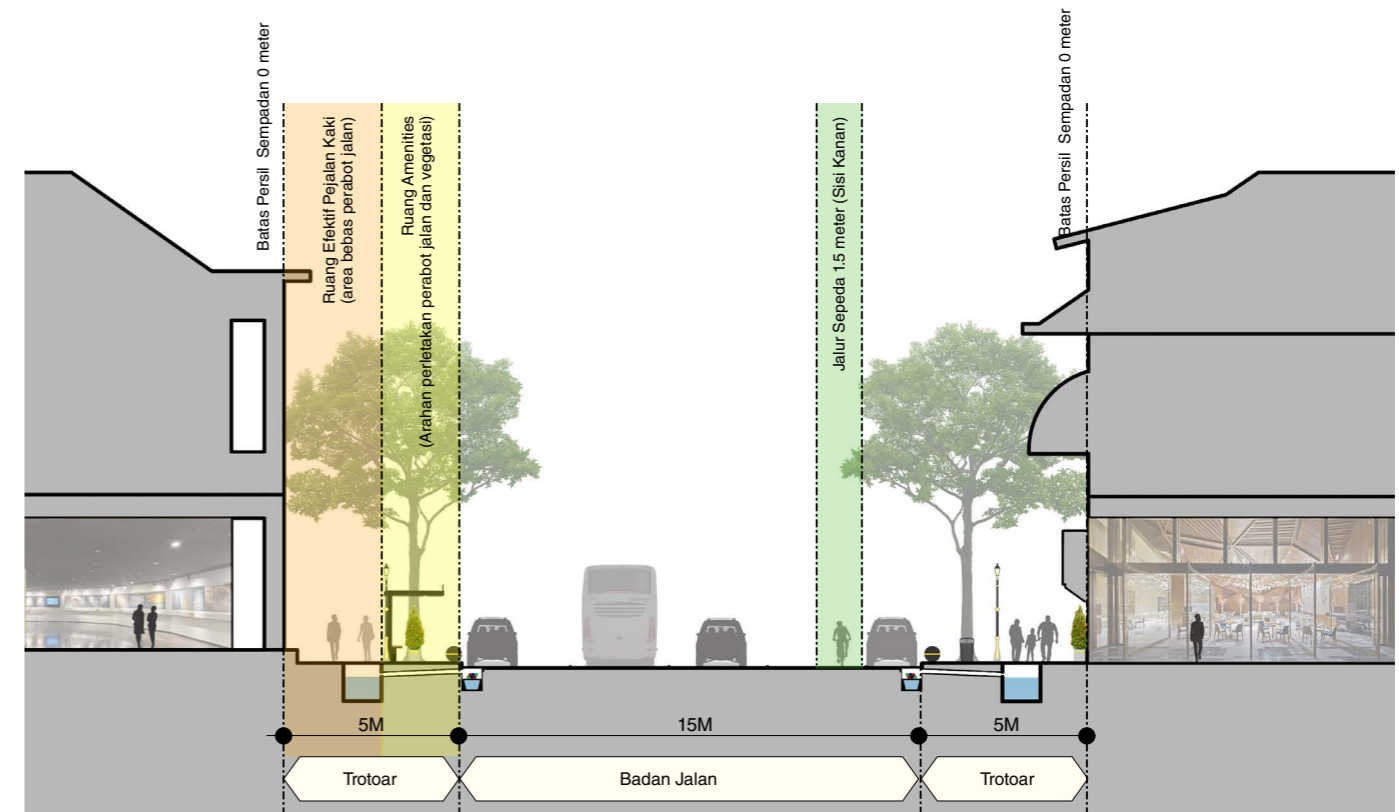 Batas Persil Sempadan 0 meter
Ruang Efektif Pejalan Kaki
(area bebas perabot jalan)
Ruang Amenities
(Arahan perletakan perabot jalan dan vegetasi)
Jalur Sepeda 1.5 meter (Sisi Kanan)
Batas Persil Sempadan 0 meter
5M
15M
5M
Trotoar
Badan Jalan
Trotoar